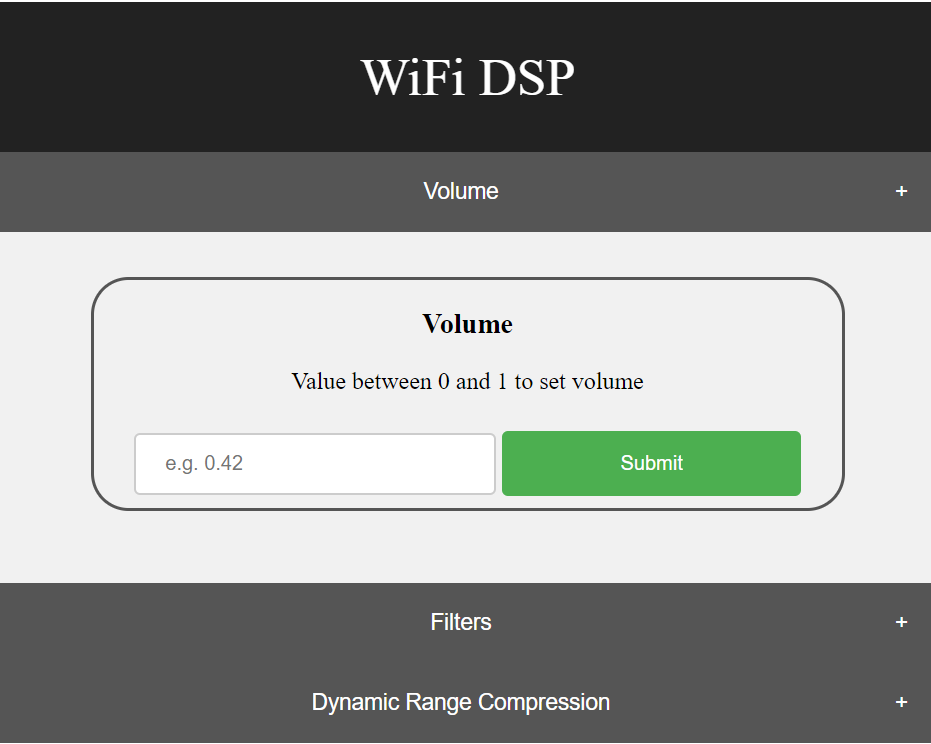 WiFi DSP
Volume +
Volume
Value between 0 and 1 to set volume
e.g. 0.42 Submit
Filters +
Dynamic Range Compression +